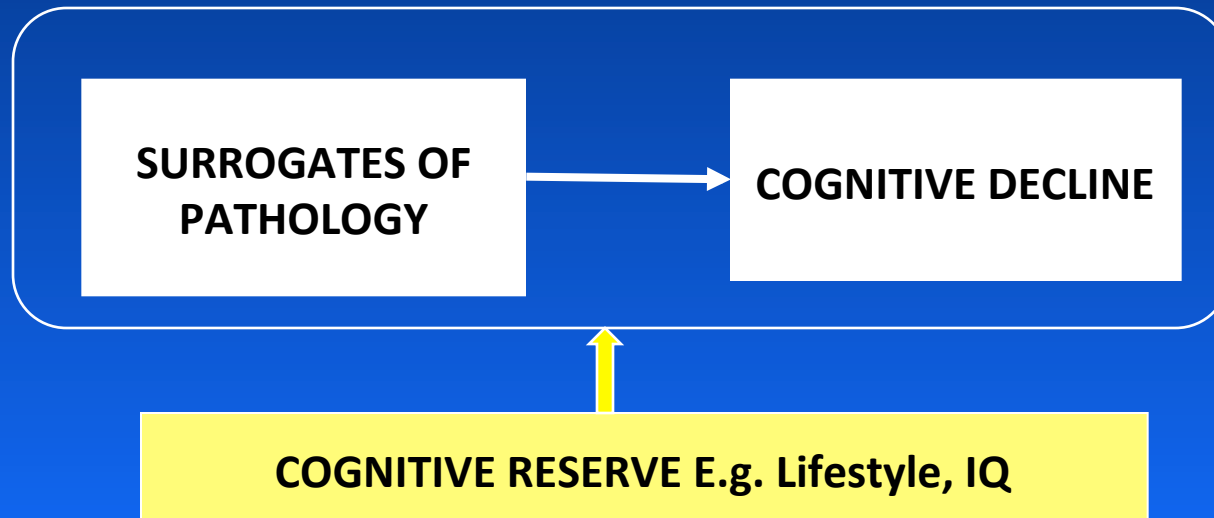 SURROGATES OF
PATHOLOGY
COGNITIVE DECLINE
COGNITIVE RESERVE E.g. Lifestyle, IQ